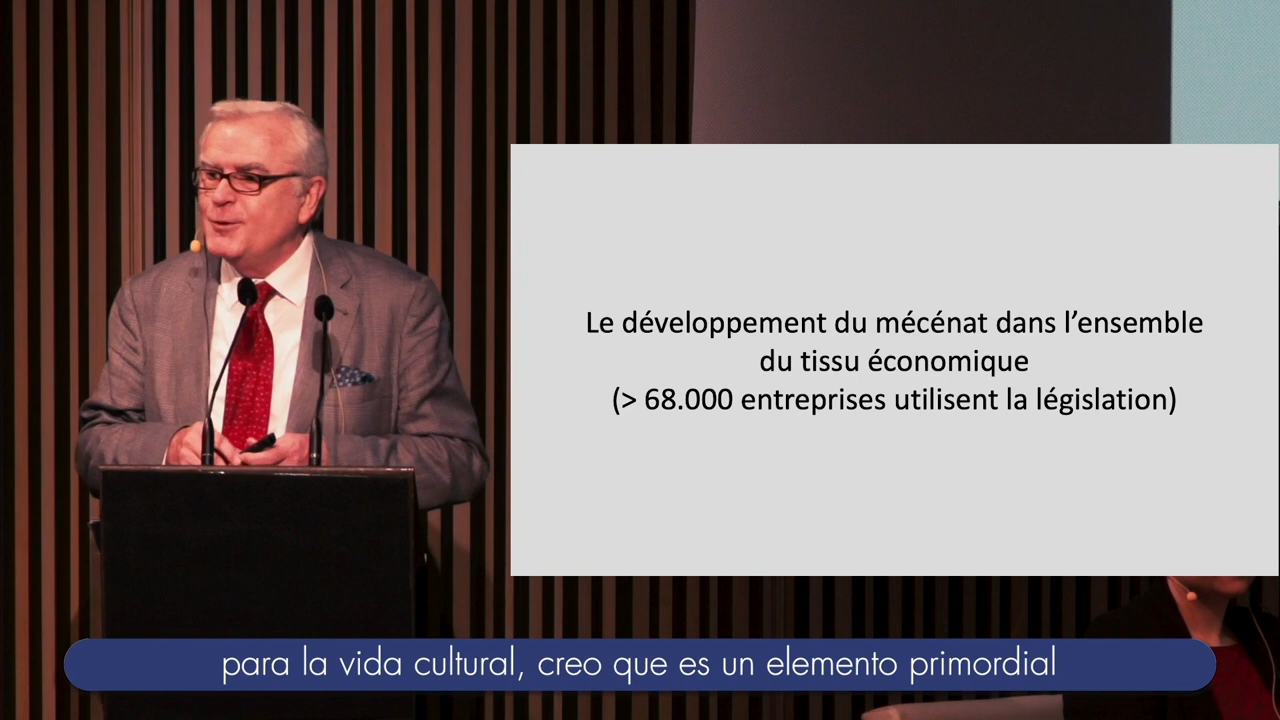 Le développement du mécénat dans l’ensemble
du tissu économique
(> 68.000 entreprises utilisent la législation)
para la vida cultural, creo que es un elemento primordial